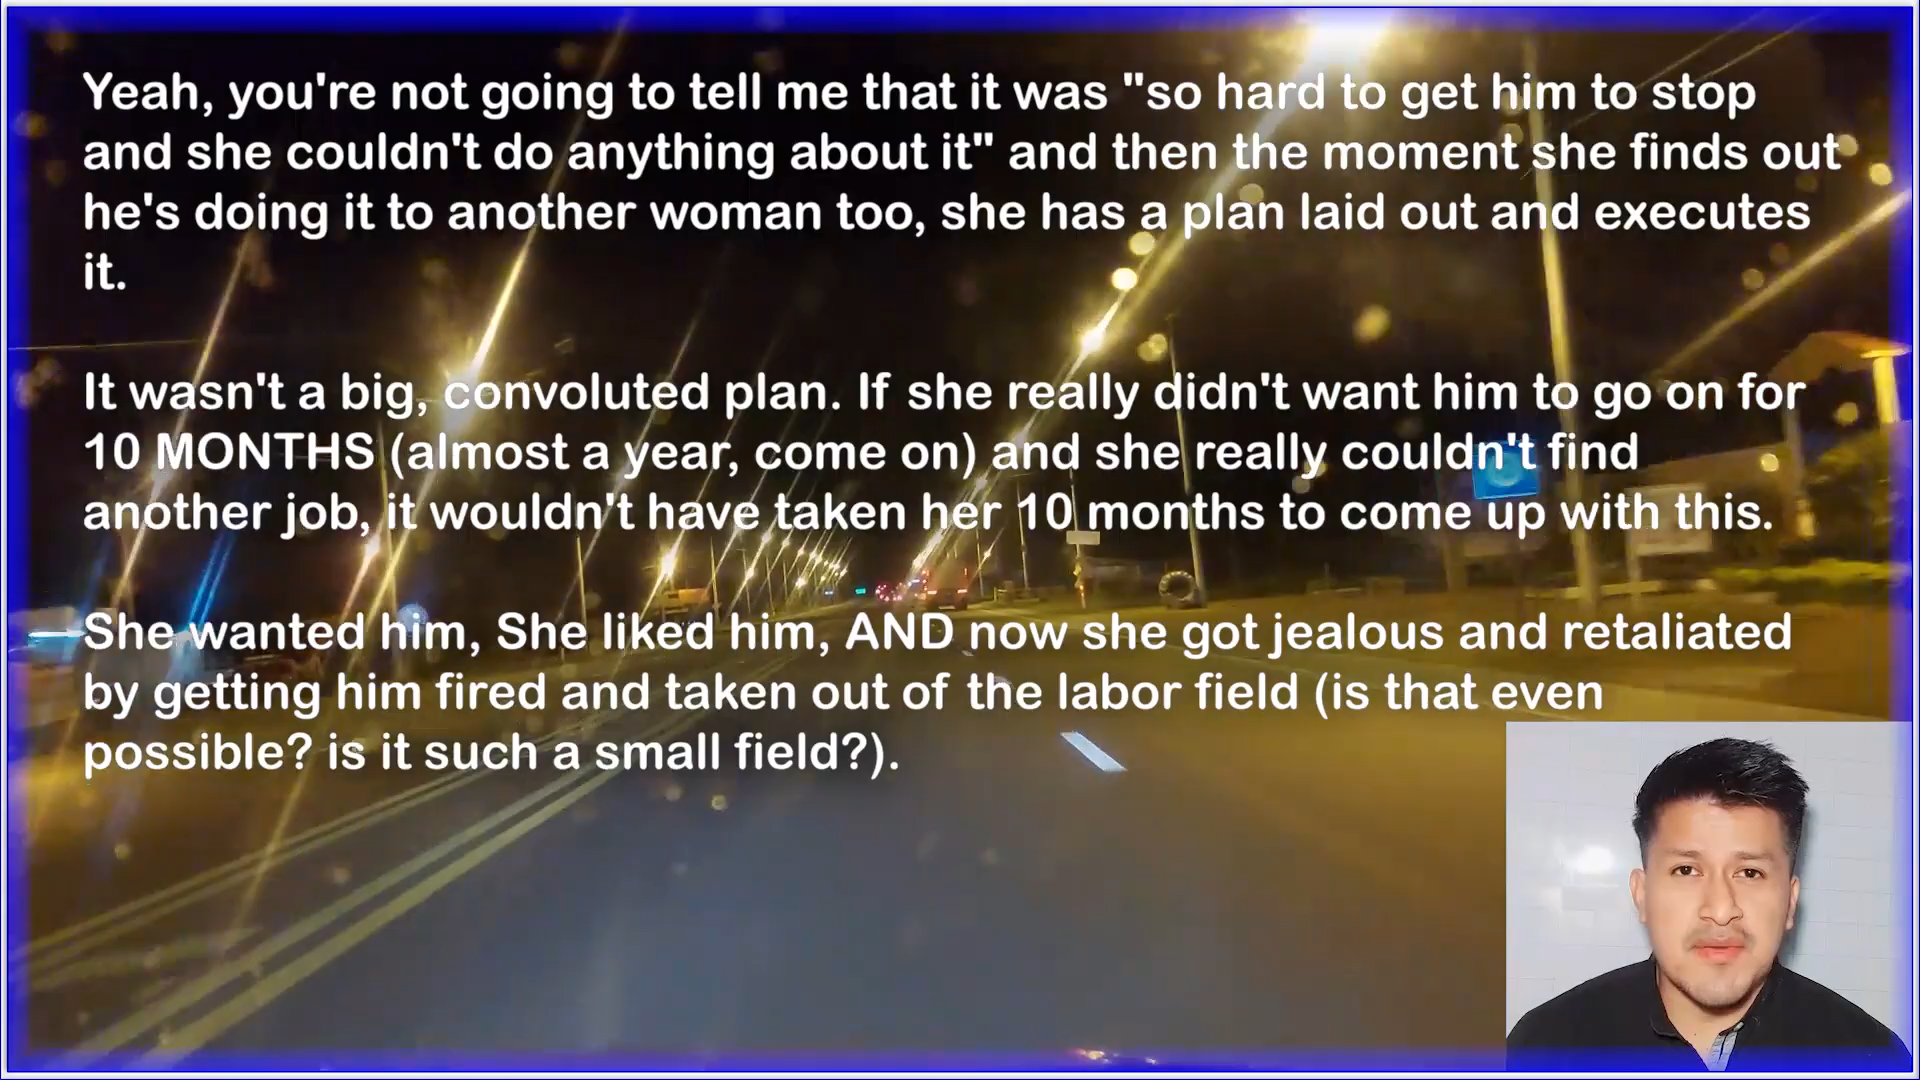 Yeah, you're not going to tell me that it was "so hard to get him to stop
and she couldn't do anything about it" and then the moment she finds out
he's doing it to another woman too, she has a plan laid out and executes
it.
It wasn't a big, convoluted plan. If she really didn't want him to go on for
10 MONTHS (almost a year, come on) and she really couldn't find
another job, it wouldn't have taken her 10 months to come up with this.
She wanted him, She liked him, AND now she got jealous and retaliated
by getting him fired and taken out of the labor field (is that even
possible? is it such a small field?).